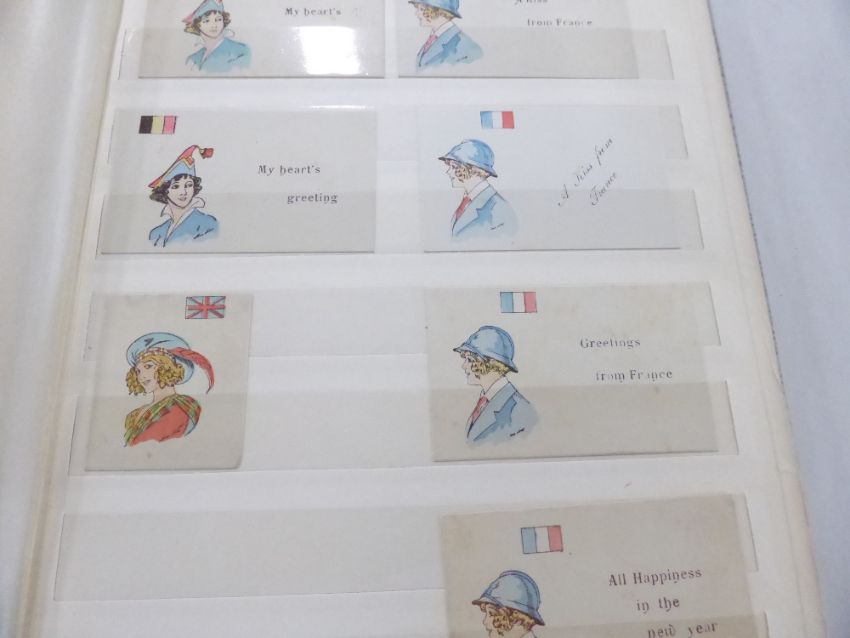 My heart's
A Kiss
from France
My heart's
greeting
A Kiss from
France
Greetings
from France
All Happiness
in the
new year